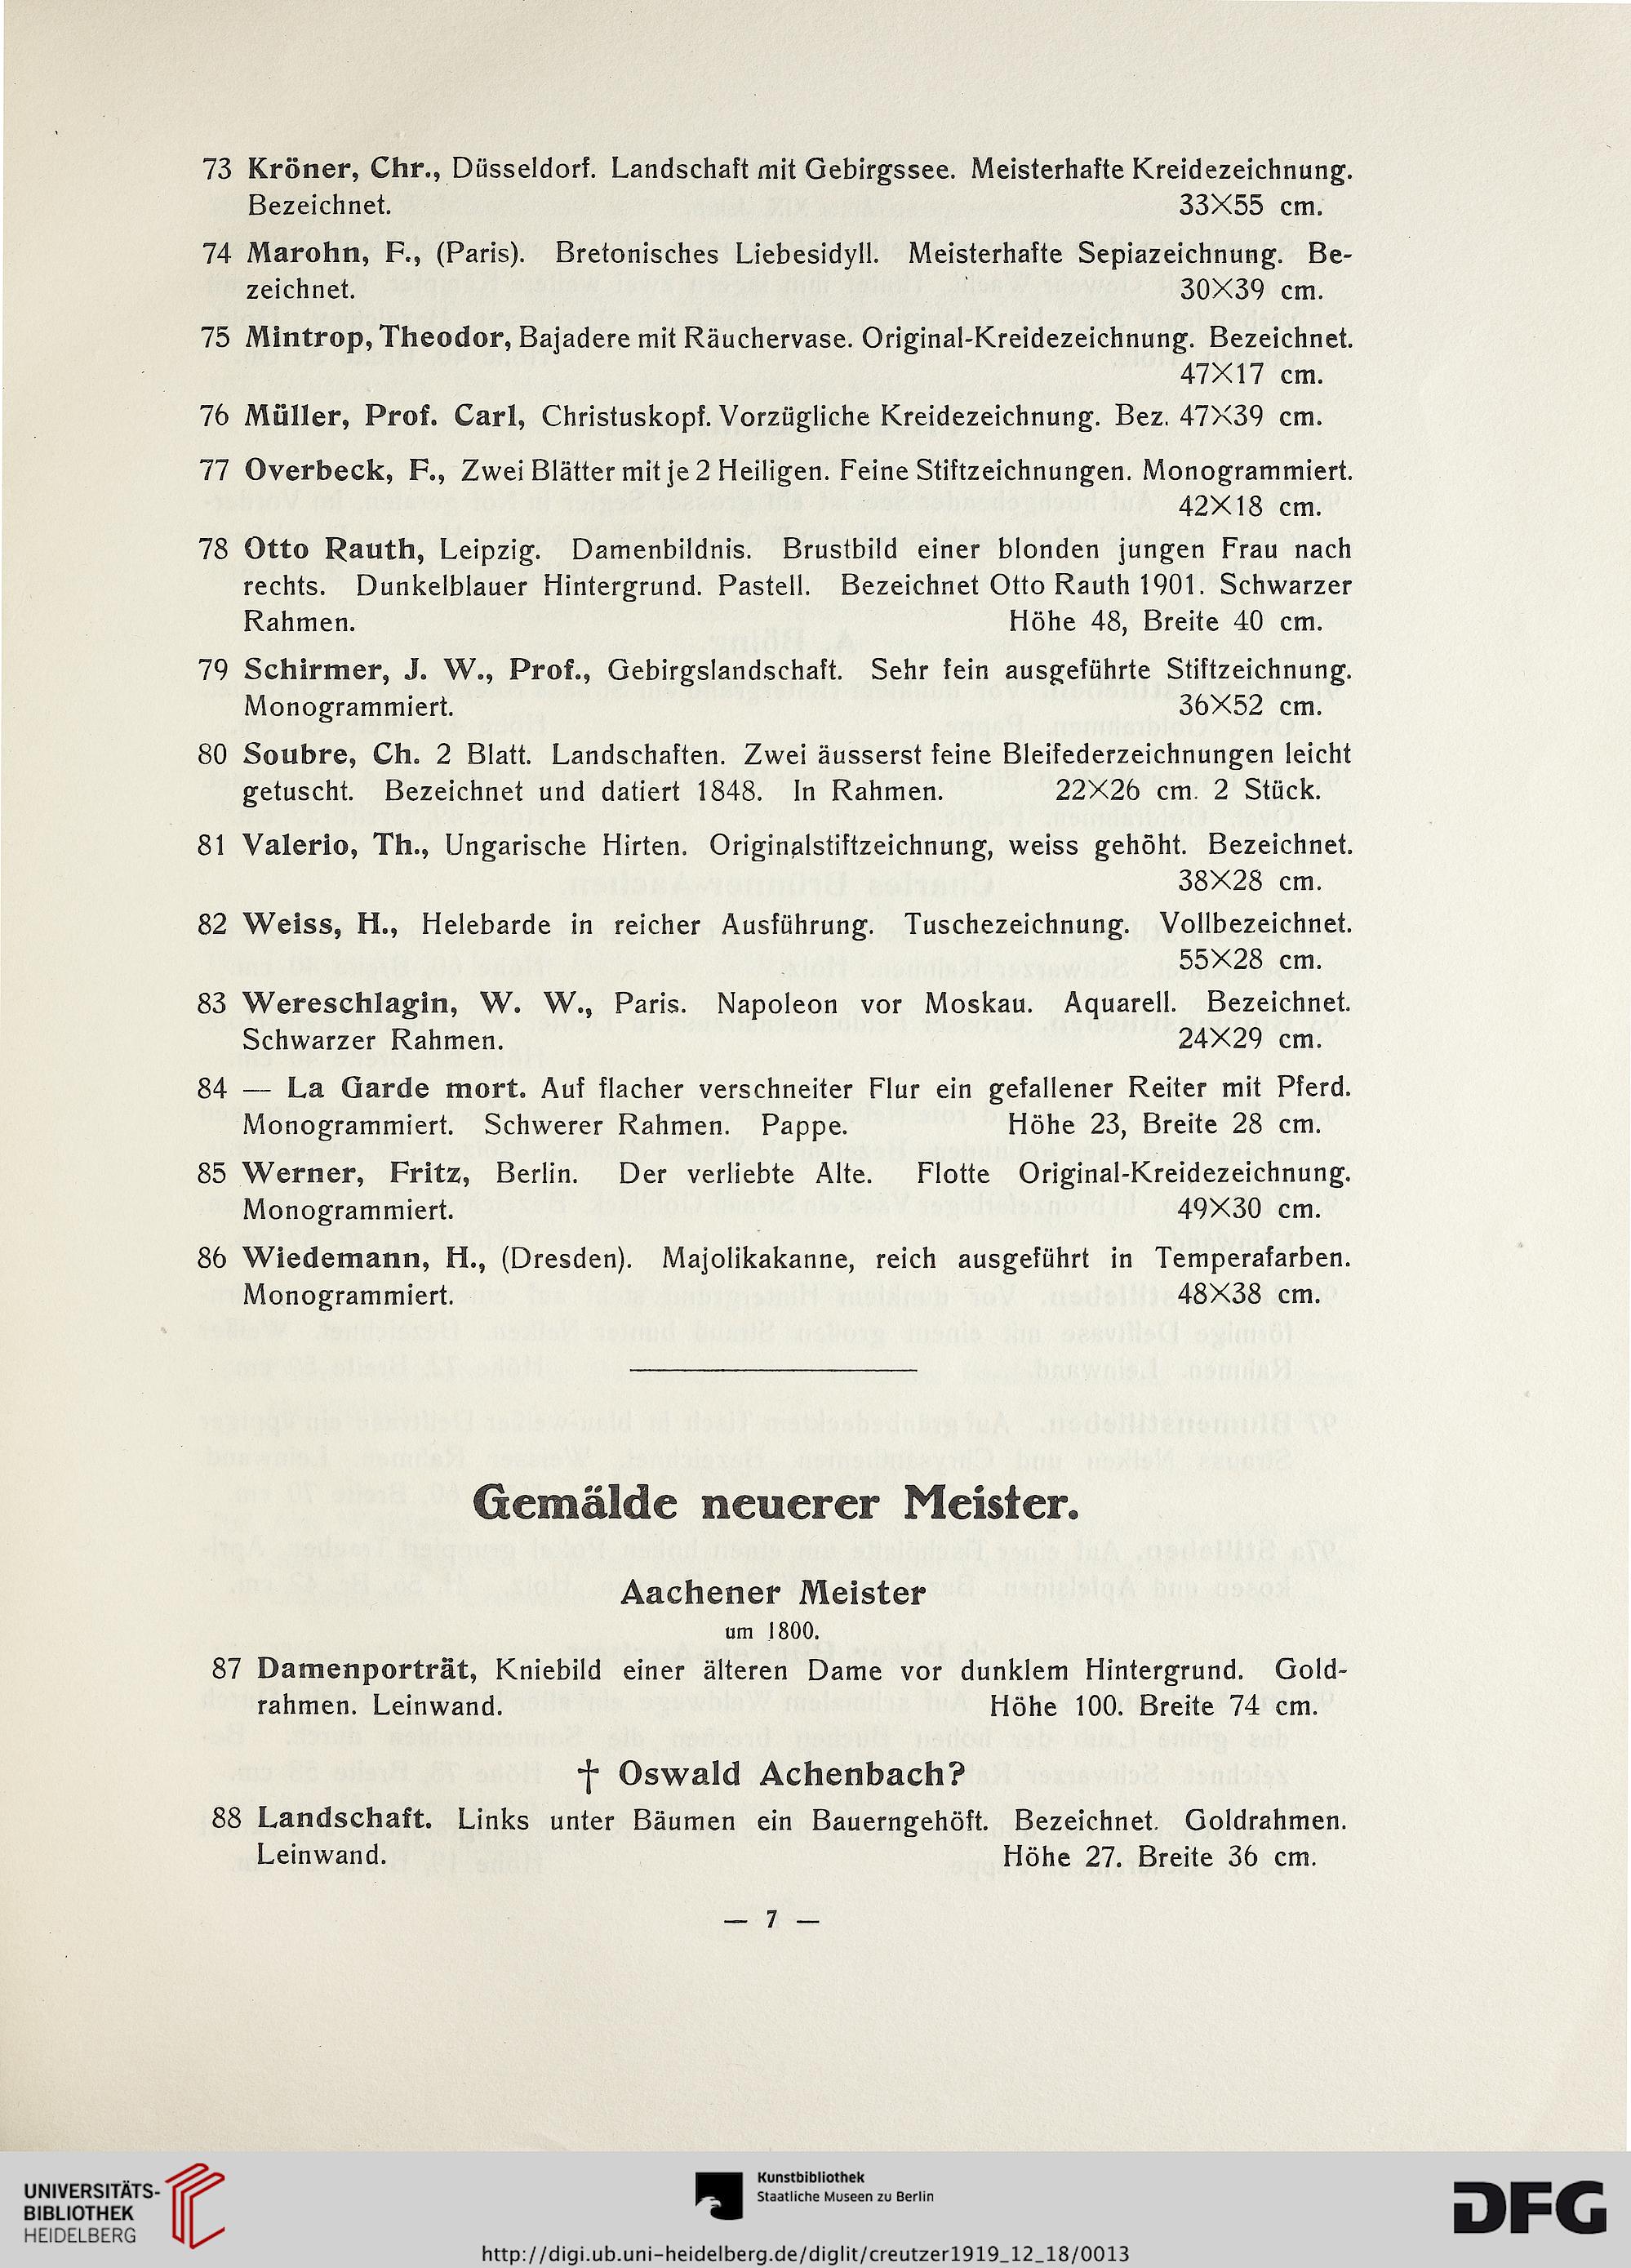 73 Kröner, Chr., Düsseldorf. Landschaft mit Gebirgssee. Meisterhafte Kreidezeichnung.
Bezeichnet. 33×55 cm.
74 Marohn, F., (Paris). Bretonisches Liebesidyll. Meisterhafte Sepiazeichnung. Be-
zeichnet. 30×39 cm.
75 Mintrop, Theodor, Bajadere mit Räuchervase. Original-Kreidezeichnung. Bezeichnet.
47×17 cm.
76 Müller, Prof. Carl, Christuskopf. Vorzügliche Kreidezeichnung. Bez. 47×39 cm.
77 Overbeck, F., Zwei Blätter mit je 2 Heiligen. Feine Stiftzeichnungen. Monogrammiert.
42×18 cm.
78 Otto Rauth, Leipzig. Damenbildnis. Brustbild einer blonden jungen Frau nach
rechts. Dunkelblauer Hintergrund. Pastell. Bezeichnet Otto Rauth 1901. Schwarzer
Rahmen. Höhe 48, Breite 40 cm.
79 Schirmer, J. W., Prof., Gebirgslandschaft. Sehr fein ausgeführte Stiftzeichnung.
Monogrammiert. 36×52 cm.
80 Soubre, Ch. 2 Blatt. Landschaften. Zwei äusserst feine Bleifederzeichnungen leicht
getuscht. Bezeichnet und datiert 1848. In Rahmen. 22×26 cm. 2 Stück.
81 Valerio, Th., Ungarische Hirten. Originalstiftzeichnung, weiss gehöht. Bezeichnet.
38×28 cm.
82 Weiss, H., Helebarde in reicher Ausführung. Tuschezeichnung. Vollbezeichnet.
55×28 cm.
83 Wereschlagin, W. W., Paris. Napoleon vor Moskau. Aquarell. Bezeichnet.
Schwarzer Rahmen. 24×29 cm.
84 — La Garde mort. Auf flacher verschneiter Flur ein gefallener Reiter mit Pferd.
Monogrammiert. Schwerer Rahmen. Pappe. Höhe 23, Breite 28 cm.
85 Werner, Fritz, Berlin. Der verliebte Alte. Flotte Original-Kreidezeichnung.
Monogrammiert. 49×30 cm.
86 Wiedemann, H., (Dresden). Majolikakanne, reich ausgeführt in Temperafarben.
Monogrammiert. 48×38 cm.
Gemälde neuerer Meister.
Aachener Meister
um 1800.
87 Damenporträt, Kniebild einer älteren Dame vor dunklem Hintergrund. Gold-
rahmen. Leinwand. Höhe 100. Breite 74 cm.
† Oswald Achenbach?
88 Landschaft. Links unter Bäumen ein Bauerngehöft. Bezeichnet. Goldrahmen.
Leinwand. Höhe 27. Breite 36 cm.
— 7 —
UNIVERSITÄTS-
BIBLIOTHEK
HEIDELBERG
Kunstbibliothek
Staatliche Museen zu Berlin
DFG
http://digi.ub.uni-heidelberg.de/diglit/creutzer1919_12_18/0013